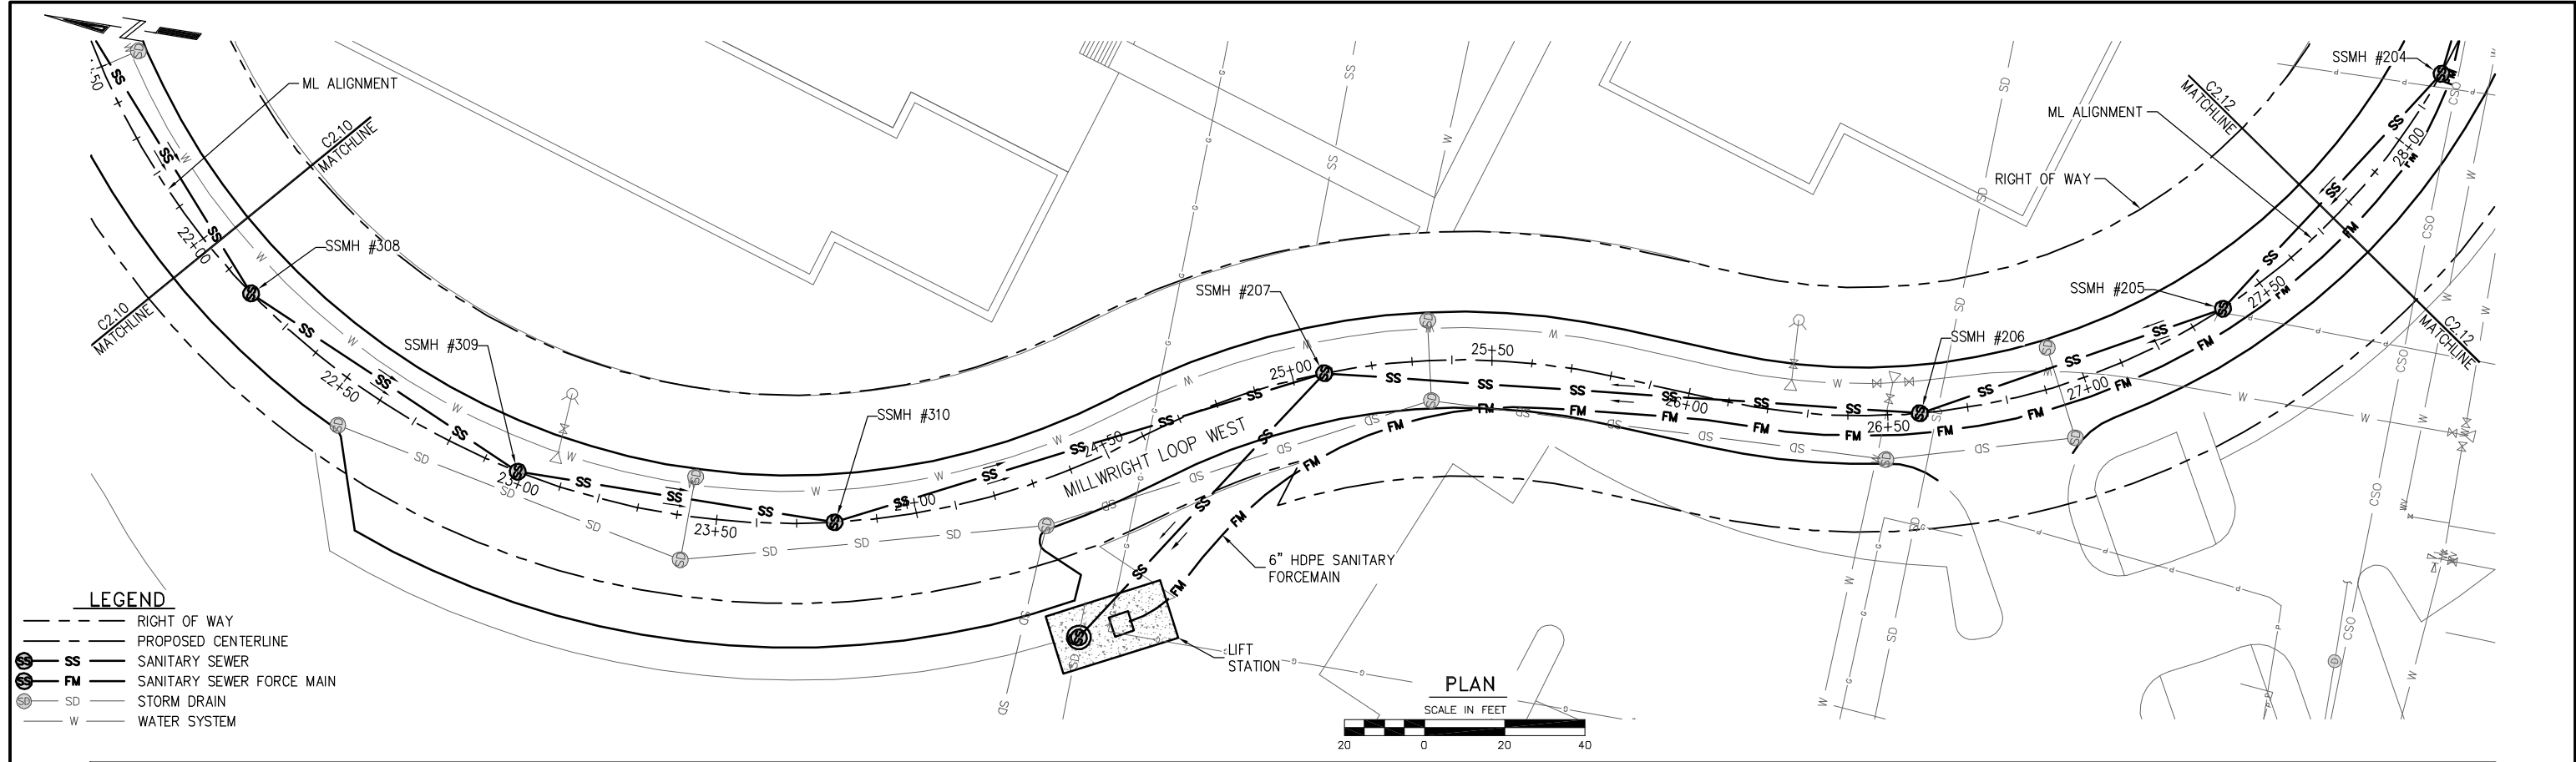 SSMH #204
ML ALIGNMENT
C2.12
MATCHLINE
ML ALIGNMENT
C2.10
MATCHLINE
28+00
RIGHT OF WAY
22+00
SSMH #308
SSMH #207
SSMH #205
27+50
C2.10
MATCHLINE
C2.12
MATCHLINE
SSMH #309
SSMH #206
25+50
25+00
22+50
27+00
26+00
SSMH #310
26+50
24+50
MILLWRIGHT LOOP WEST
23+00
24+00
23+50
6" HDPE SANITARY
FORCEMAIN
LIFT
STATION
LEGEND
RIGHT OF WAY
PROPOSED CENTERLINE
SS SS SANITARY SEWER
SS FM SANITARY SEWER FORCE MAIN
SD SD STORM DRAIN
W WATER SYSTEM
PLAN
SCALE IN FEET
20 0 20 40